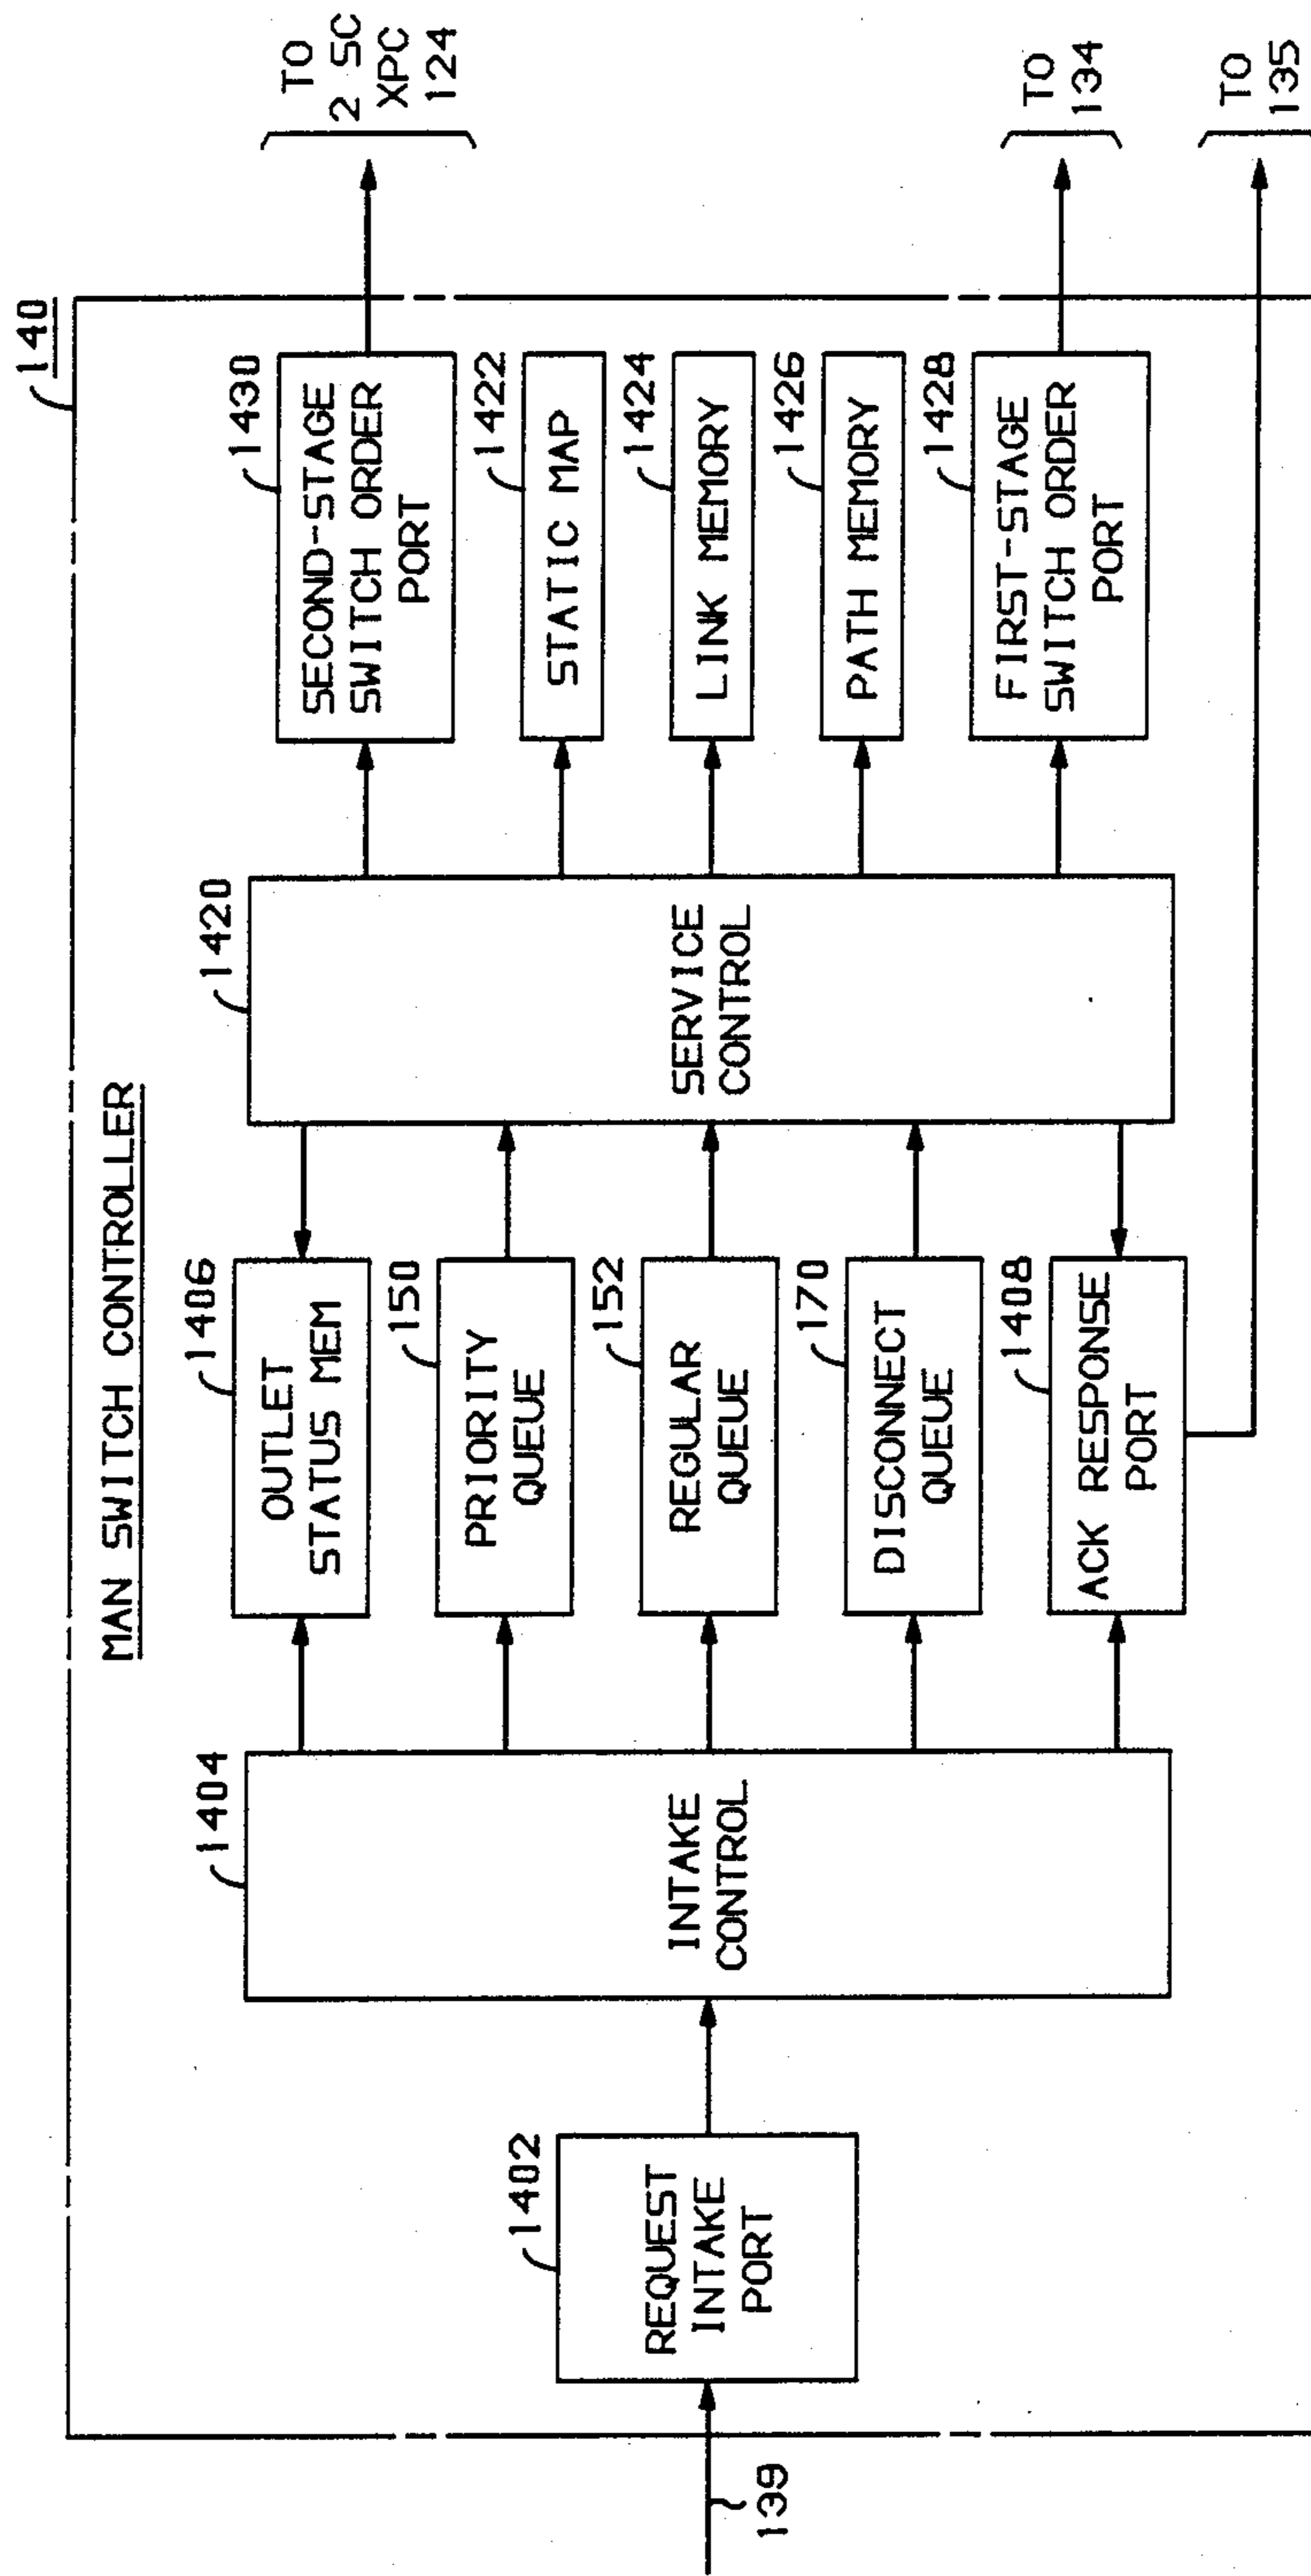 MAN SWITCH CONTROLLER
140
139
1402
REQUEST
INTAKE
PORT
1404
INTAKE
CONTROL
1406
OUTLET
STATUS MEM
150
PRIORITY
QUEUE
152
REGULAR
QUEUE
170
DISCONNECT
QUEUE
1408
ACK RESPONSE
PORT
1420
SERVICE
CONTROL
1430
SECOND-STAGE
SWITCH ORDER
PORT
1422
STATIC MAP
1424
LINK MEMORY
1426
PATH MEMORY
1428
FIRST-STAGE
SWITCH ORDER
PORT
TO
2 SC
XPC
124
TO
134
TO
135